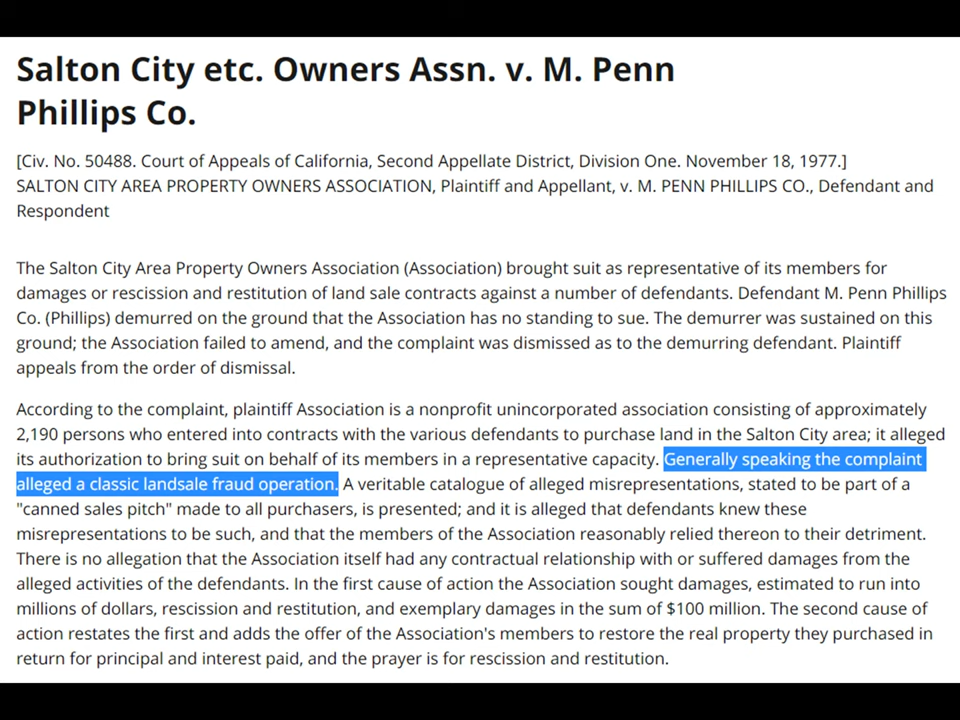 Salton City etc. Owners Assn. v. M. Penn
Phillips Co.
[Civ. No. 50488. Court of Appeals of California, Second Appellate District, Division One. November 18, 1977.]
SALTON CITY AREA PROPERTY OWNERS ASSOCIATION, Plaintiff and Appellant, v. M. PENN PHILLIPS CO., Defendant and
Respondent
The Salton City Area Property Owners Association (Association) brought suit as representative of its members for
damages or rescission and restitution of land sale contracts against a number of defendants. Defendant M. Penn Phillips
Co. (Phillips) demurred on the ground that the Association has no standing to sue. The demurrer was sustained on this
ground; the Association failed to amend, and the complaint was dismissed as to the demurring defendant. Plaintiff
appeals from the order of dismissal.
According to the complaint, plaintiff Association is a nonprofit unincorporated association consisting of approximately
2,190 persons who entered into contracts with the various defendants to purchase land in the Salton City area; it alleged
its authorization to bring suit on behalf of its members in a representative capacity. Generally speaking the complaint
alleged a classic landsale fraud operation. A veritable catalogue of alleged misrepresentations, stated to be part of a
"canned sales pitch" made to all purchasers, is presented; and it is alleged that defendants knew these
misrepresentations to be such, and that the members of the Association reasonably relied thereon to their detriment.
There is no allegation that the Association itself had any contractual relationship with or suffered damages from the
alleged activities of the defendants. In the first cause of action the Association sought damages, estimated to run into
millions of dollars, rescission and restitution, and exemplary damages in the sum of $100 million. The second cause of
action restates the first and adds the offer of the Association's members to restore the real property they purchased in
return for principal and interest paid, and the prayer is for rescission and restitution.